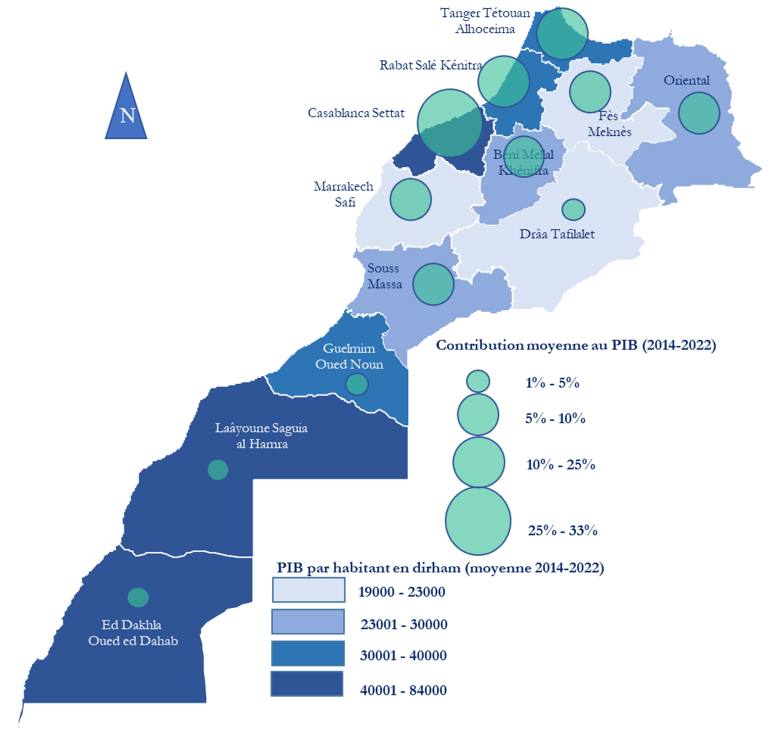 Tanger Tétouan
Alhoceima
Rabat Salé Kénitra
Oriental
N
Casablanca Settat
Fès
Meknès
Béni Mellal
Khénifra
Marrakech
Safi
Drâa Tafilalet
Souss
Massa
Guelmim
Oued Noun
Contribution moyenne au PIB (2014-2022)
1% - 5%
5% - 10%
10% - 25%
25% - 33%
Laâyoune Saguia
al Hamra
PIB par habitant en dirham (moyenne 2014-2022)
19000 - 23000
23001 - 30000
30001 - 40000
40001 - 84000
Ed Dakhla
Oued ed Dahab